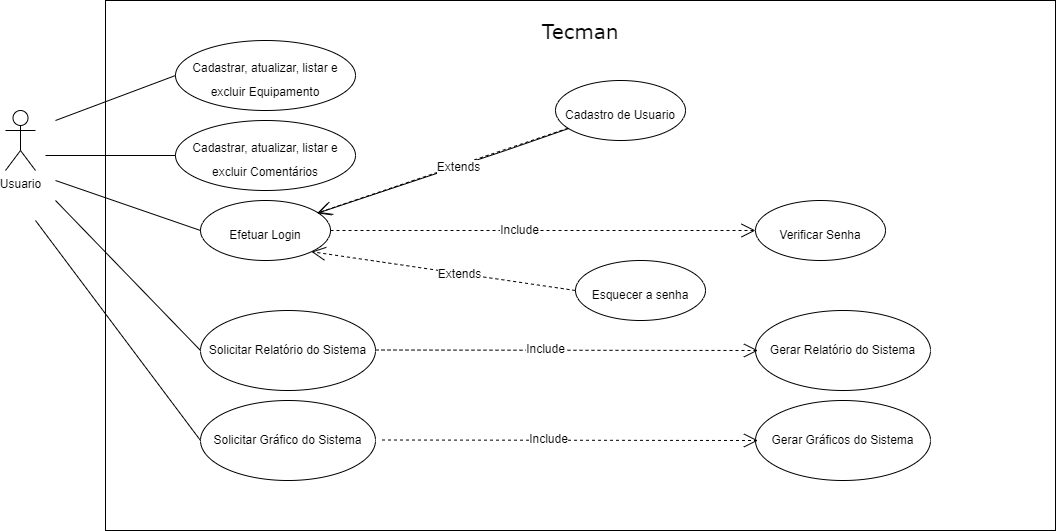 Tecman
Cadastrar, atualizar, listar e
excluir Equipamento
Cadastro de Usuario
Cadastrar, atualizar, listar e
excluir Comentários
Extends
Usuario
Efetuar Login
Include
Verificar Senha
Extends
Esquecer a senha
Solicitar Relatório do Sistema
Include
Gerar Relatório do Sistema
Solicitar Gráfico do Sistema
Include
Gerar Gráficos do Sistema